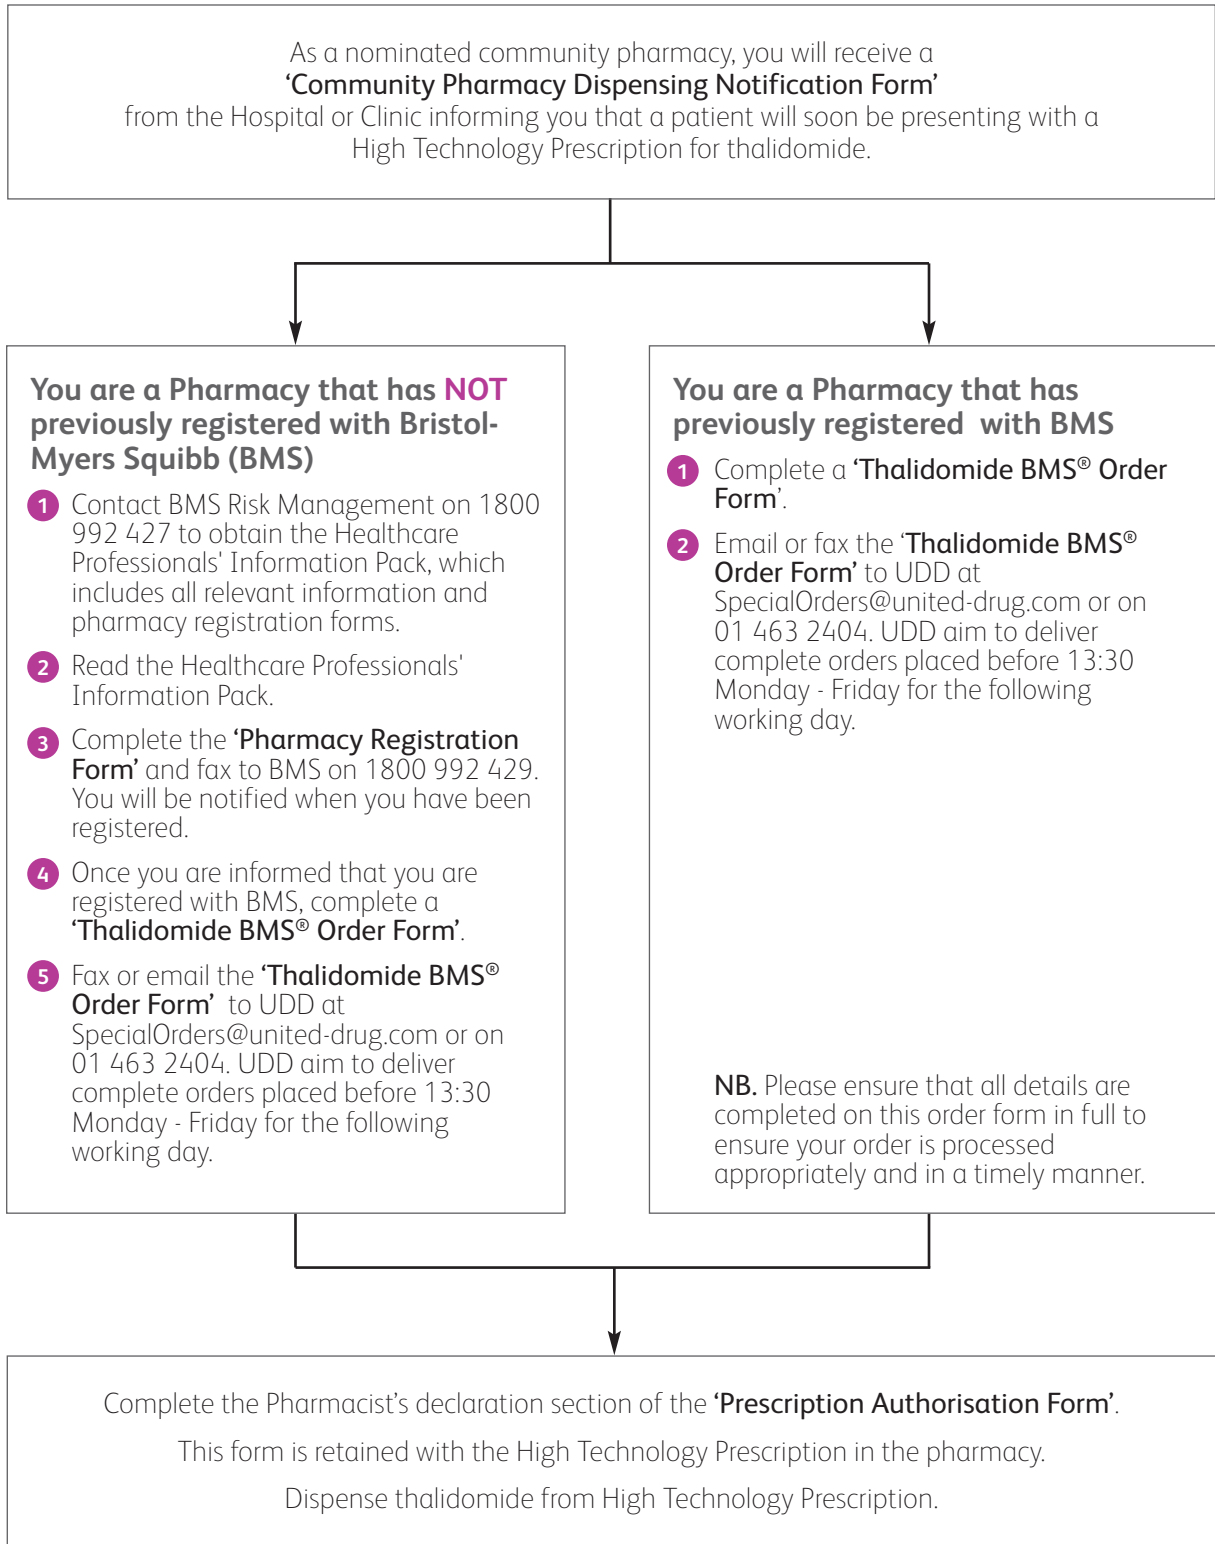 As a nominated community pharmacy, you will receive a
‘Community Pharmacy Dispensing Notification Form’
from the Hospital or Clinic informing you that a patient will soon be presenting with a
High Technology Prescription for thalidomide.
You are a Pharmacy that has NOT
previously registered with Bristol-
Myers Squibb (BMS)
1 Contact BMS Risk Management on 1800
992 427 to obtain the Healthcare
Professionals' Information Pack, which
includes all relevant information and
pharmacy registration forms.
2 Read the Healthcare Professionals'
Information Pack.
3 Complete the ‘Pharmacy Registration
Form’ and fax to BMS on 1800 992 429.
You will be notified when you have been
registered.
4 Once you are informed that you are
registered with BMS, complete a
‘Thalidomide BMS® Order Form’.
5 Fax or email the ‘Thalidomide BMS®
Order Form’ to UDD at
SpecialOrders@united-drug.com or on
01 463 2404. UDD aim to deliver
complete orders placed before 13:30
Monday - Friday for the following
working day.
You are a Pharmacy that has
previously registered with BMS
1 Complete a ‘Thalidomide BMS® Order
Form’.
2 Email or fax the ‘Thalidomide BMS®
Order Form’ to UDD at
SpecialOrders@united-drug.com or on
01 463 2404. UDD aim to deliver
complete orders placed before 13:30
Monday - Friday for the following
working day.
NB. Please ensure that all details are
completed on this order form in full to
ensure your order is processed
appropriately and in a timely manner.
Complete the Pharmacist’s declaration section of the ‘Prescription Authorisation Form’.
This form is retained with the High Technology Prescription in the pharmacy.
Dispense thalidomide from High Technology Prescription.